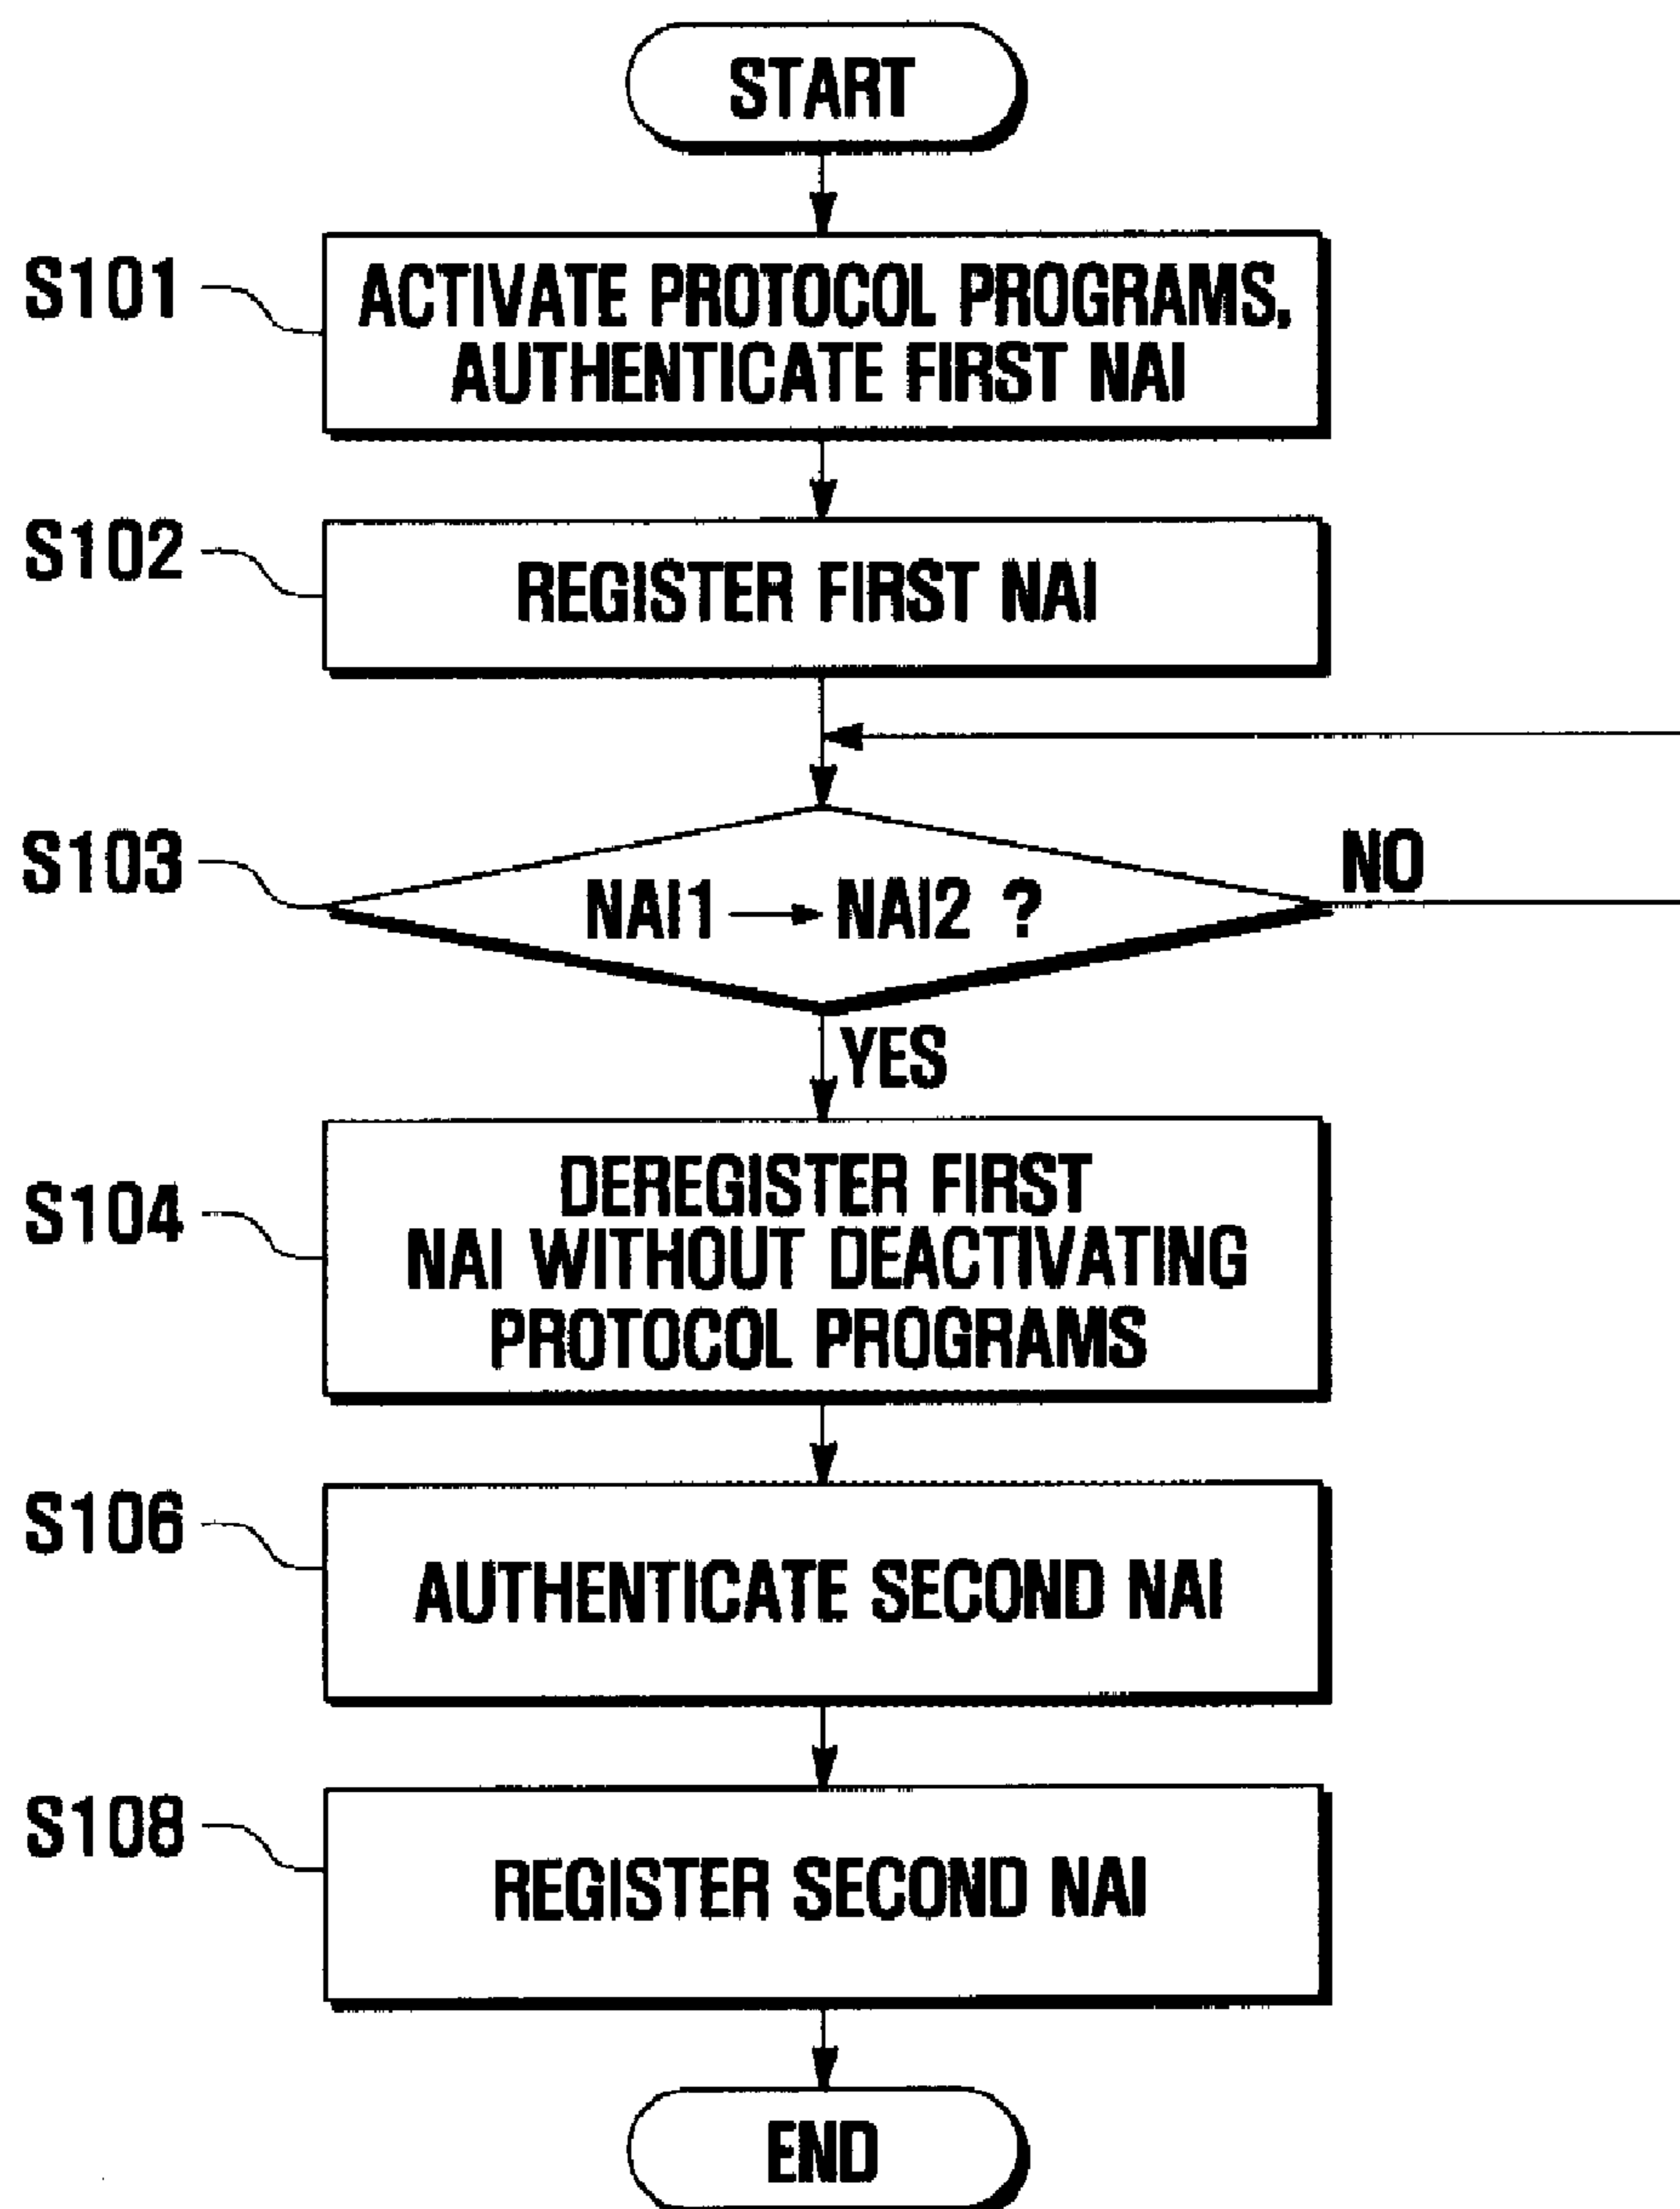 START
S101
ACTIVATE PROTOCOL PROGRAMS,
AUTHENTICATE FIRST NAI
S102
REGISTER FIRST NAI
S103
NAI1 → NAI2 ?
NO
YES
S104
DEREGISTER FIRST
NAI WITHOUT DEACTIVATING
PROTOCOL PROGRAMS
S106
AUTHENTICATE SECOND NAI
S108
REGISTER SECOND NAI
END